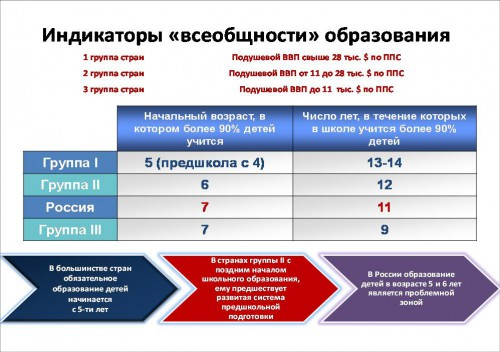 Индикаторы «всеобщности» образования
1 группа стран Подушевой ВВП свыше 28 тыс. $ по ППС
2 группа стран Подушевой ВВП от 11 до 28 тыс. $ по ППС
3 группа стран Подушевой ВВП до 11 тыс. $ по ППС
Начальный возраст, в котором более 90% детей учится
Число лет, в течение которых в школе учится более 90% детей
Группа I 5 (предшкола с 4) 13-14
Группа II 6 12
Россия 7 11
Группа III 7 9
В большинстве стран
обязательное
образование детей
начинается
с 5-ти лет
В странах группы II с
поздним началом
школьного образования,
ему предшествует
развитая система
предшкольной
подготовки
В России образование
детей в возрасте 5 и 6 лет
является проблемной
зоной